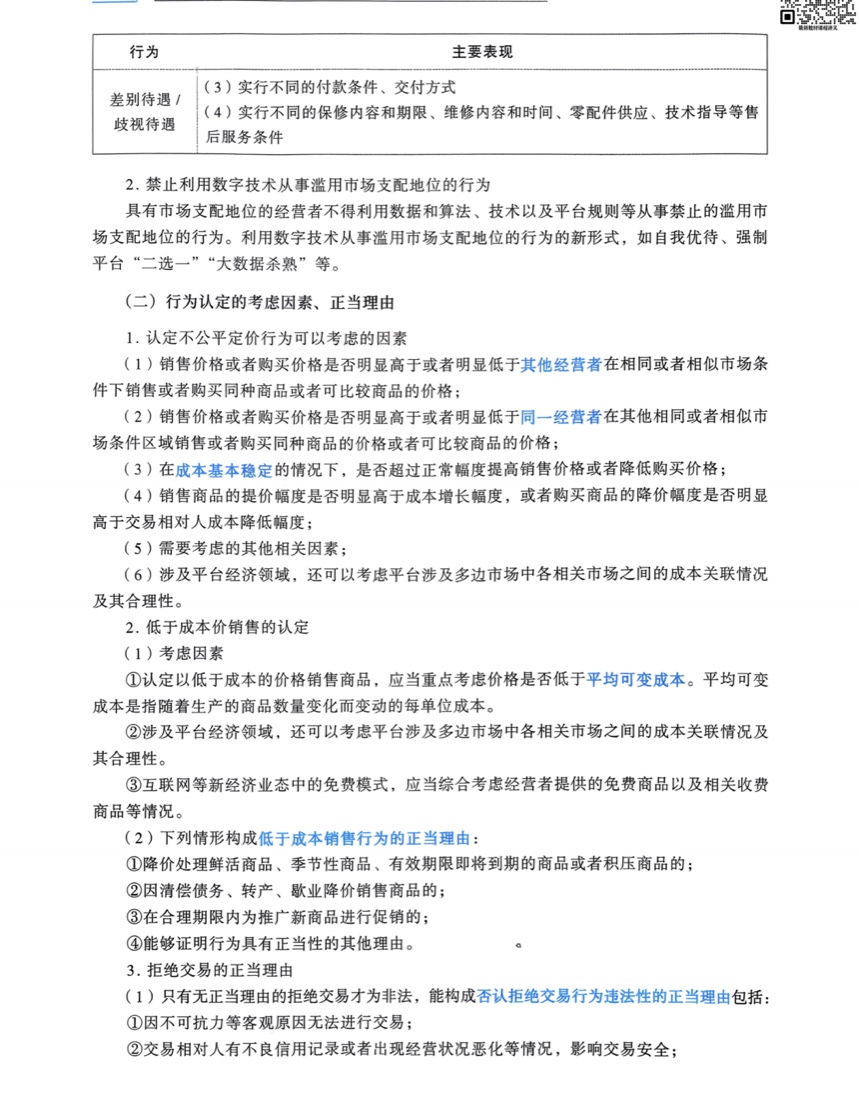 行为 主要表现
差别待遇/
歧视待遇
（3）实行不同的付款条件、交付方式
（4）实行不同的保修内容和期限、维修内容和时间、零配件供应、技术指导等售
后服务条件
2. 禁止利用数字技术从事滥用市场支配地位的行为
具有市场支配地位的经营者不得利用数据和算法、技术以及平台规则等从事禁止的滥用市
场支配地位的行为。利用数字技术从事滥用市场支配地位的行为的新形式，如自我优待、强制
平台“二选一”“大数据杀熟”等。
（二）行为认定的考虑因素、正当理由
1. 认定不公平定价行为可以考虑的因素
（1）销售价格或者购买价格是否明显高于或者明显低于其他经营者在相同或者相似市场条
件下销售或者购买同种商品或者可比较商品的价格；
（2）销售价格或者购买价格是否明显高于或者明显低于同一经营者在其他相同或者相似市
场条件区域销售或者购买同种商品的价格或者可比较商品的价格；
（3）在成本基本稳定的情况下，是否超过正常幅度提高销售价格或者降低购买价格；
（4）销售商品的提价幅度是否明显高于成本增长幅度，或者购买商品的降价幅度是否明显
高于交易相对人成本降低幅度；
（5）需要考虑的其他相关因素；
（6）涉及平台经济领域，还可以考虑平台涉及多边市场中各相关市场之间的成本关联情况
及其合理性。
2. 低于成本价销售的认定
（1）考虑因素
①认定以低于成本的价格销售商品，应当重点考虑价格是否低于平均可变成本。平均可变
成本是指随着生产的商品数量变化而变动的每单位成本。
②涉及平台经济领域，还可以考虑平台涉及多边市场中各相关市场之间的成本关联情况及
其合理性。
③互联网等新经济业态中的免费模式，应当综合考虑经营者提供的免费商品以及相关收费
商品等情况。
（2）下列情形构成低于成本销售行为的正当理由：
①降价处理鲜活商品、季节性商品、有效期限即将到期的商品或者积压商品的；
②因清偿债务、转产、歇业降价销售商品的；
③在合理期限内为推广新商品进行促销的；
④能够证明行为具有正当性的其他理由。
3. 拒绝交易的正当理由
（1）只有无正当理由的拒绝交易才为非法，能构成否认拒绝交易行为违法性的正当理由包括：
①因不可抗力等客观原因无法进行交易；
②交易相对人有不良信用记录或者出现经营状况恶化等情况，影响交易安全；